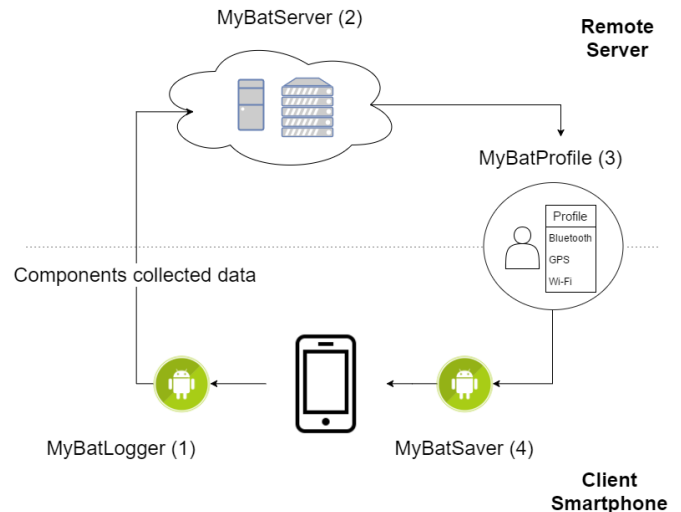 MyBatServer (2)
Remote
Server
MyBatProfile (3)
Profile
Bluetooth
GPS
Wi-Fi
Components collected data
MyBatLogger (1)
MyBatSaver (4)
Client
Smartphone